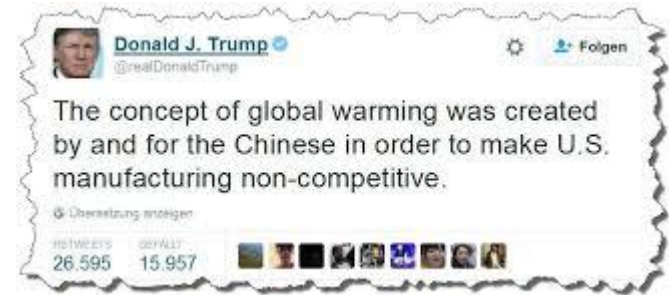 Donald J. Trump
@realDonaldTrump
Folgen
The concept of global warming was created
by and for the Chinese in order to make U.S.
manufacturing non-competitive.
Übersetzung anzeigen
RETWEETS GEFÄLLT
26.595 15.957